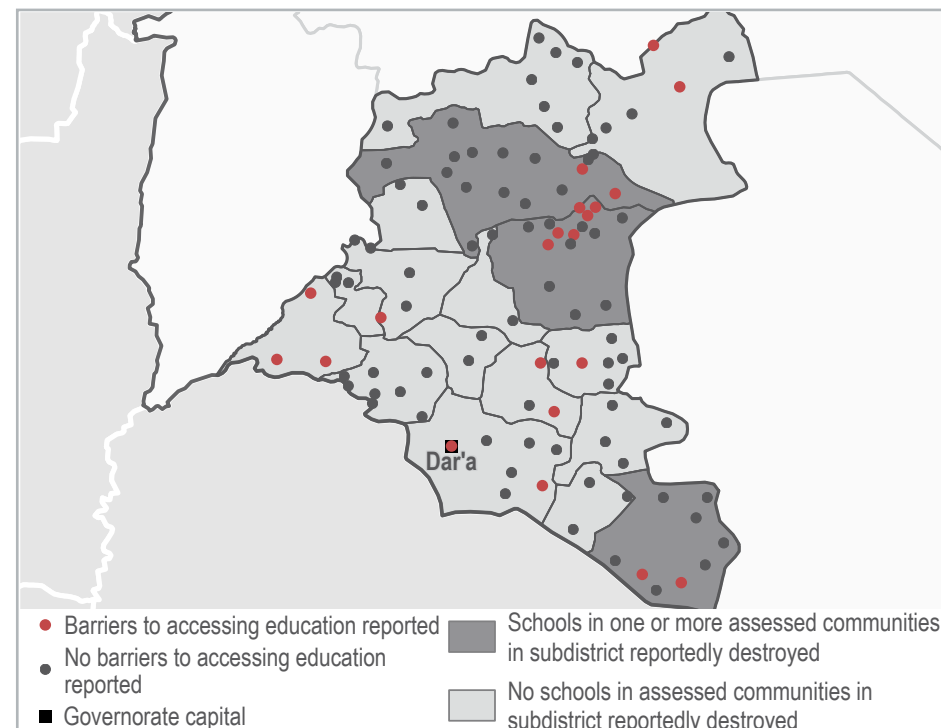 Dar'a
Barriers to accessing education reported
No barriers to accessing education
reported
Governorate capital
Schools in one or more assessed communities
in subdistrict reportedly destroyed
No schools in assessed communities in
subdistrict reportedly destroyed